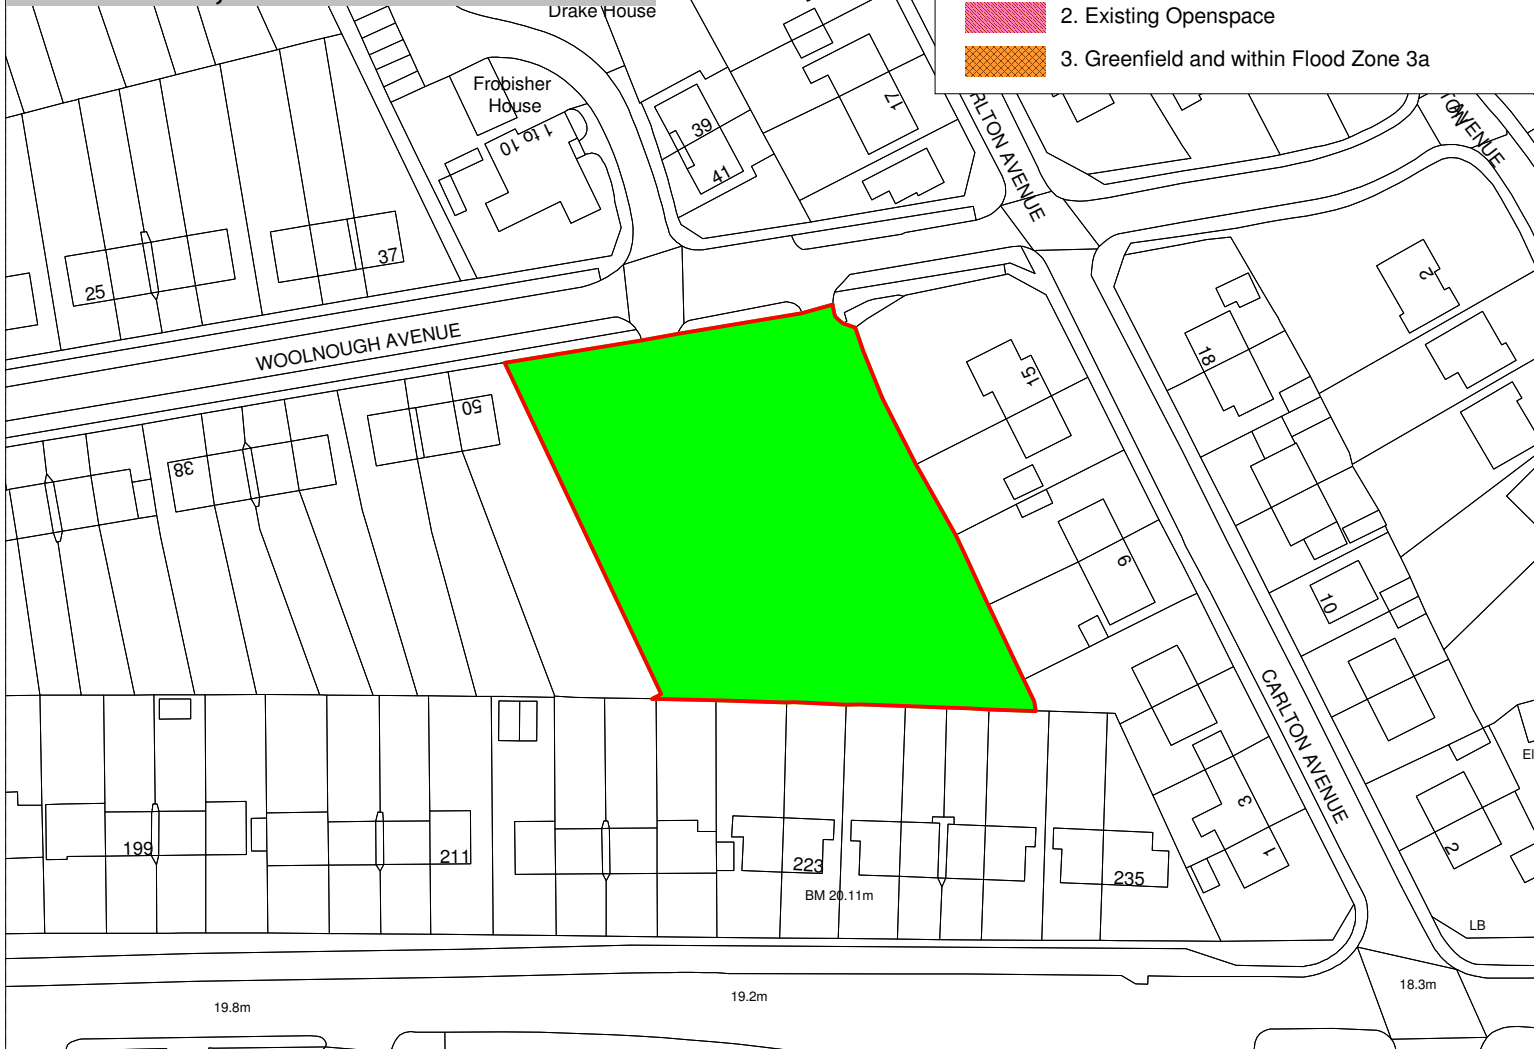 Drake House
2. Existing Openspace
3. Greenfield and within Flood Zone 3a
Frobisher
House
1 to 10
39
41
17
CARLTON AVENUE
AVENUE
2
25
37
WOOLNOUGH AVENUE
50
38
15
18
9
10
CARLTON AVENUE
3
1
2
199
211
223
235
BM 20.11m
El
LB
19.8m
19.2m
18.3m